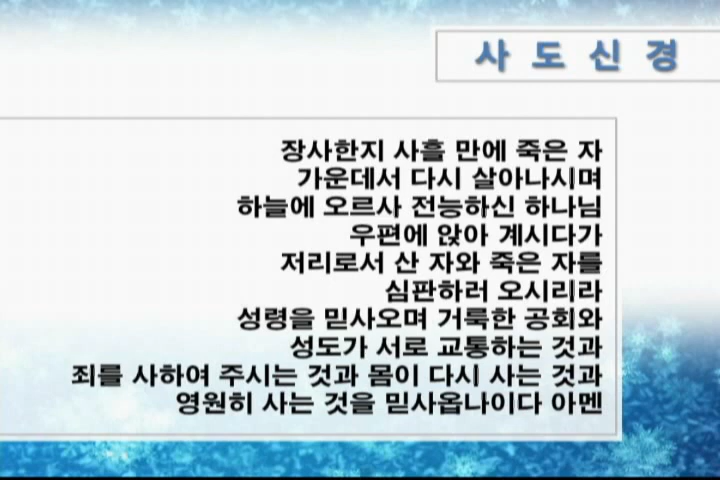 사 도 신 경
장사한지 사흘 만에 죽은 자
가운데서 다시 살아나시며
하늘에 오르사 전능하신 하나님
우편에 앉아 계시다가
저리로서 산 자와 죽은 자를
심판하러 오시리라
성령을 믿사오며 거룩한 공회와
성도가 서로 교통하는 것과
죄를 사하여 주시는 것과 몸이 다시 사는 것과
영원히 사는 것을 믿사옵나이다 아멘